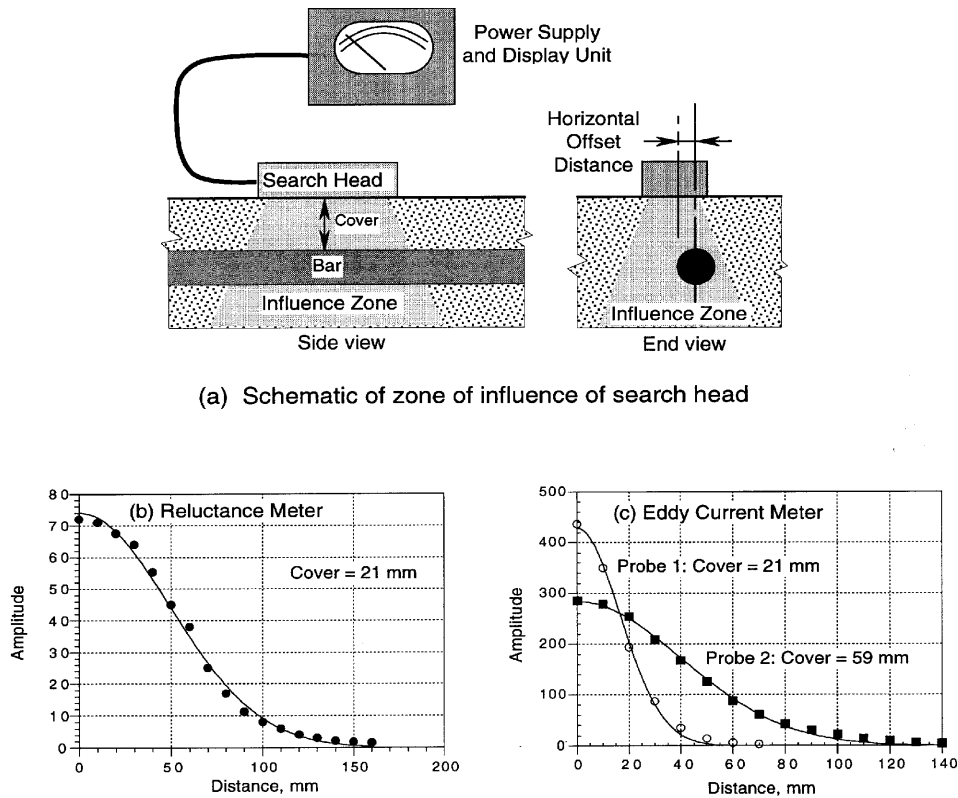 Power Supply
and Display Unit
Horizontal
Offset
Distance
Search Head
Cover
Bar
Influence Zone
Influence Zone
Side view
End view
(a) Schematic of zone of influence of search head
(b) Reluctance Meter
Cover = 21 mm
Amplitude
80
70
60
50
40
30
20
10
0
0 50 100 150 200
Distance, mm
(c) Eddy Current Meter
Probe 1: Cover = 21 mm
Probe 2: Cover = 59 mm
Amplitude
500
400
300
200
100
0
0 20 40 60 80 100 120 140
Distance, mm